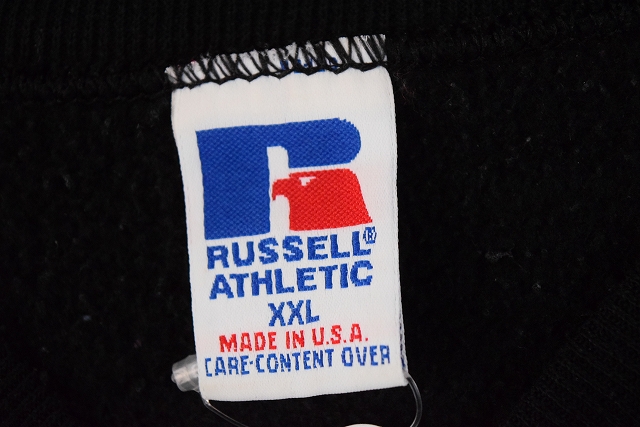 RUSSELL®
ATHLETIC
XXL
MADE IN U.S.A.
CARE-CONTENT OVER